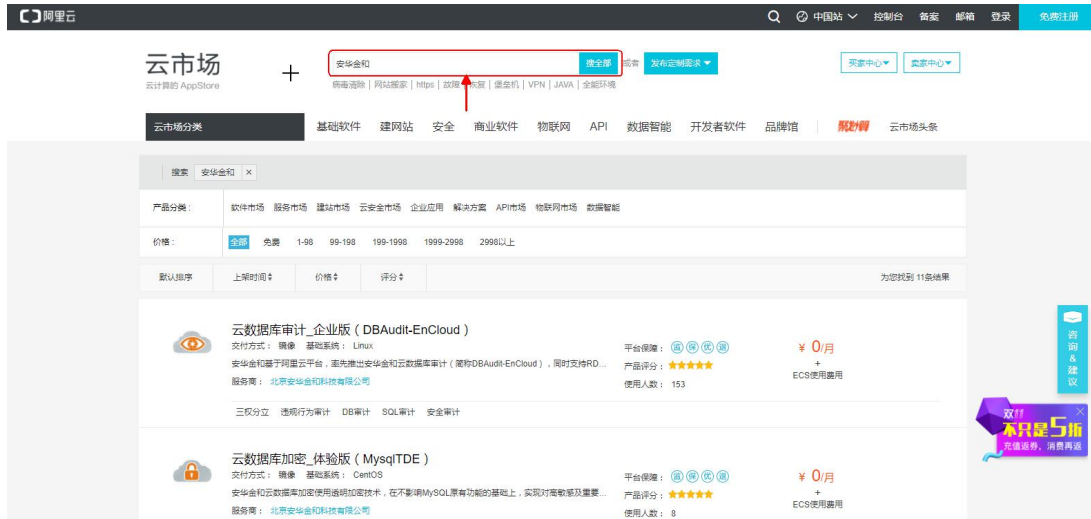 阿里云 中国站 控制台 备案 邮箱 登录 免费注册
云市场
云计算的 AppStore
安华金和 搜全部 或者 发布定制需求 买家中心 卖家中心
病毒清除 | 网站搬家 | https | 故障 恢复 | 堡垒机 | VPN | JAVA | 全能环境
云市场分类 基础软件 建网站 安全 商业软件 物联网 API 数据智能 开发者软件 品牌馆 聚划算 云市场头条
搜索 安华金和 ×
产品分类: 软件市场 服务市场 建站市场 云安全市场 企业应用 解决方案 API市场 物联网市场 数据智能
价格: 全部 免费 1-98 99-198 199-1998 1999-2998 2998以上
默认排序 上架时间 价格 评分 为您找到 11条结果
云数据库审计_企业版(DBAudit-EnCloud)
交付方式: 镜像 基础系统: Linux
安华金和基于阿里云平台,率先推出安华金和云数据库审计(简称DBAudit-EnCloud),同时支持RD...
服务商: 北京安华金和科技有限公司
平台保障: 保 优 退
产品评分:
使用人数: 153
¥ 0/月
+
ECS使用费用
三权分立 违规行为审计 DB审计 SQL审计 安全审计
云数据库加密_体验版(MysqlTDE)
交付方式: 镜像 基础系统: CentOS
安华金和云数据库加密使用透明加密技术,在不影响MySQL原有功能的基础上,实现对高敏感及重要...
服务商: 北京安华金和科技有限公司
平台保障: 保 优 退
产品评分:
使用人数: 8
¥ 0/月
+
ECS使用费用
咨询&建议
双11
不只是5折
充值返券,消费再返